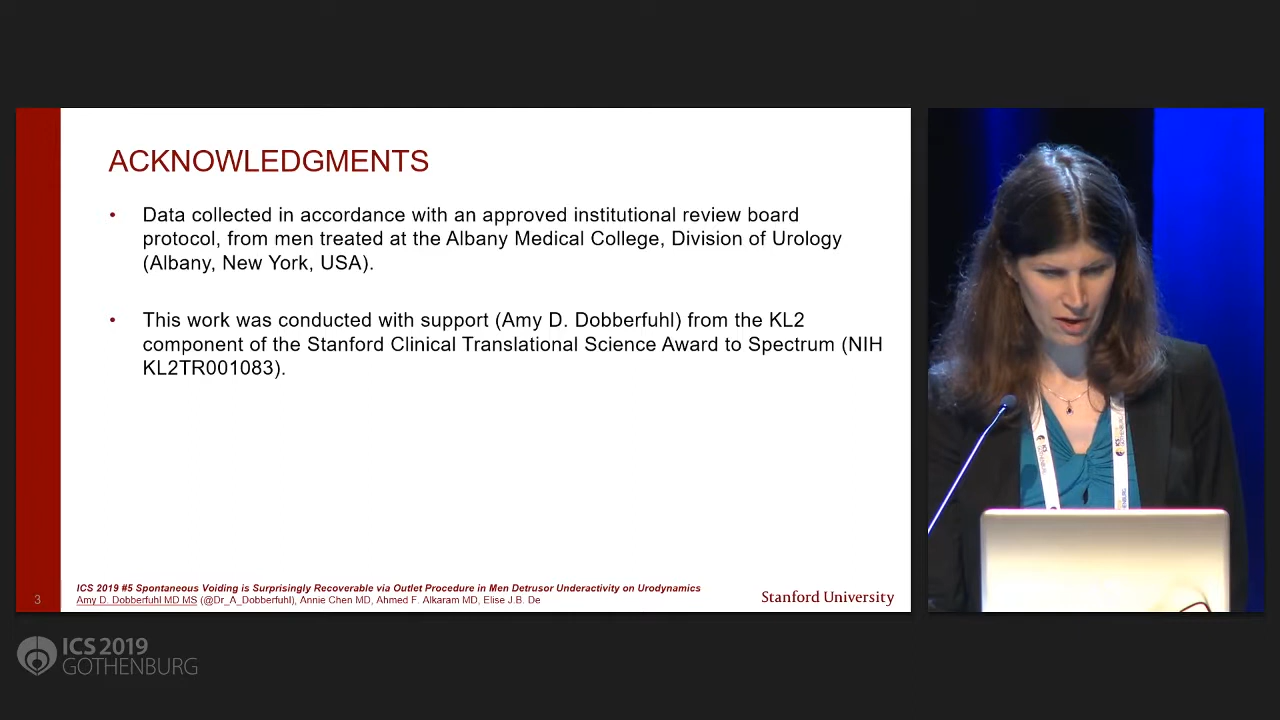 ACKNOWLEDGMENTS
• Data collected in accordance with an approved institutional review board
protocol, from men treated at the Albany Medical College, Division of Urology
(Albany, New York, USA).
• This work was conducted with support (Amy D. Dobberfuhl) from the KL2
component of the Stanford Clinical Translational Science Award to Spectrum (NIH
KL2TR001083).
ICS 2019 #5 Spontaneous Voiding is Surprisingly Recoverable via Outlet Procedure in Men Detrusor Underactivity on Urodynamics
Amy D. Dobberfuhl MD MS (@Dr_A_Dobberfuhl), Annie Chen MD, Ahmed F. Alkaram MD, Elise J.B. De
3
Stanford University
ICS 2019
GOTHENBURG